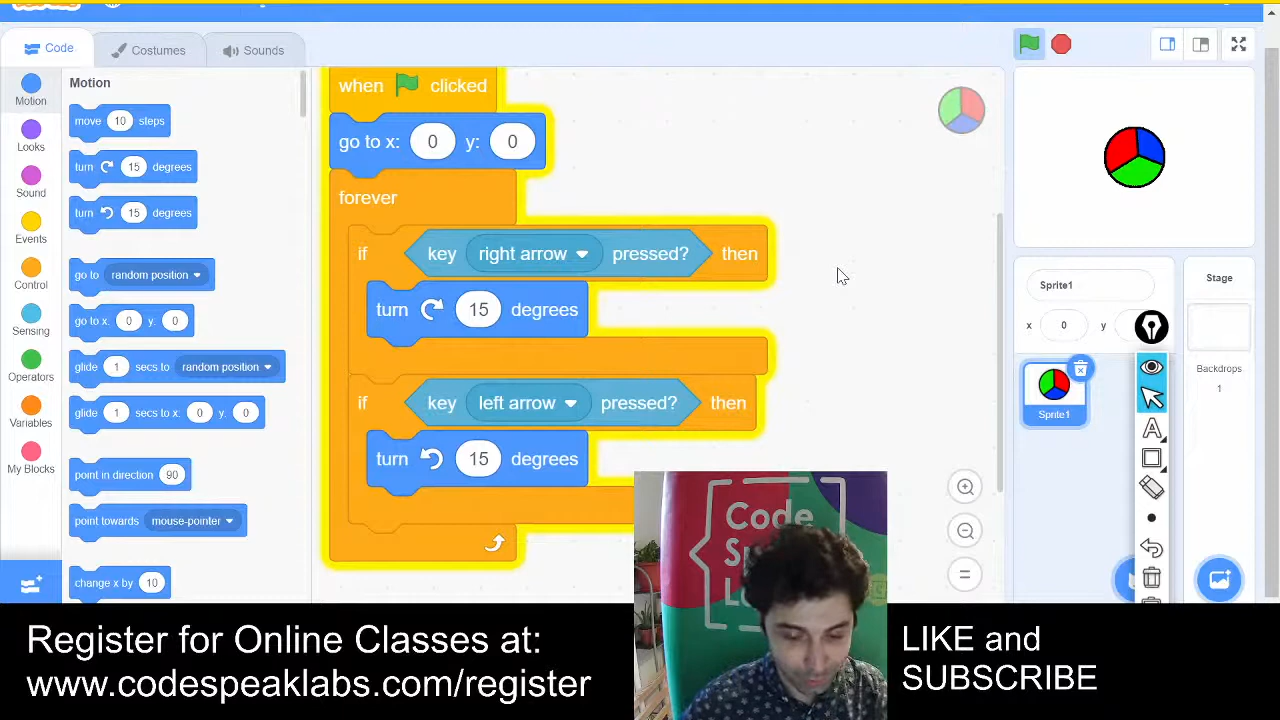 Code
Costumes
Sounds
Motion
Looks
Sound
Events
Control
Sensing
Operators
Variables
My Blocks
Motion
move 10 steps
turn 15 degrees
turn 15 degrees
go to random position
go to x: 0 y: 0
glide 1 secs to random position
glide 1 secs to x: 0 y: 0
point in direction 90
point towards mouse-pointer
change x by 10
when clicked
go to x: 0 y: 0
forever
if key right arrow pressed? then
turn 15 degrees
if key left arrow pressed? then
turn 15 degrees
Sprite1
x 0 y
Sprite1
Stage
Backdrops
1
A
Code
Register for Online Classes at:
www.codespeaklabs.com/register
LIKE and
SUBSCRIBE